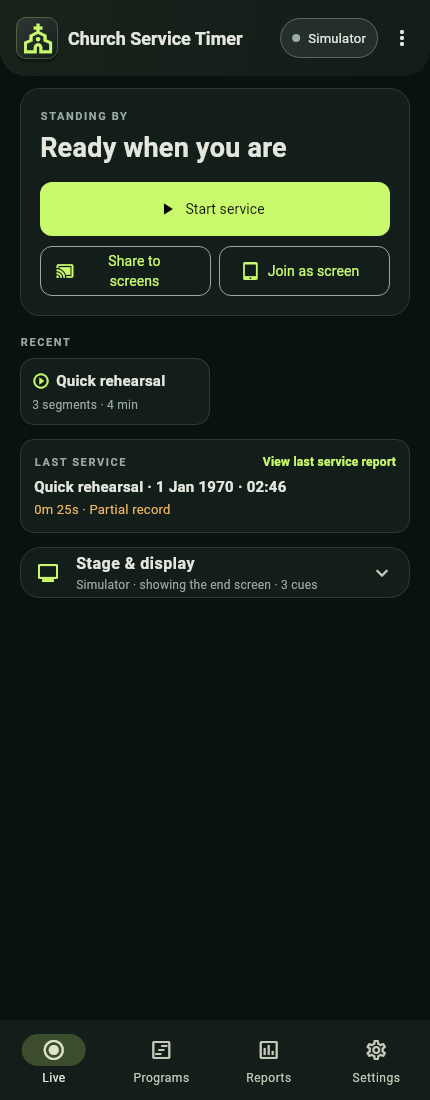 Church Service Timer
Simulator
STANDING BY
Ready when you are
Start service
Share to
screens
Join as screen
RECENT
Quick rehearsal
3 segments · 4 min
LAST SERVICE
View last service report
Quick rehearsal · 1 Jan 1970 · 02:46
0m 25s · Partial record
Stage & display
Simulator · showing the end screen · 3 cues
Live
Programs
Reports
Settings